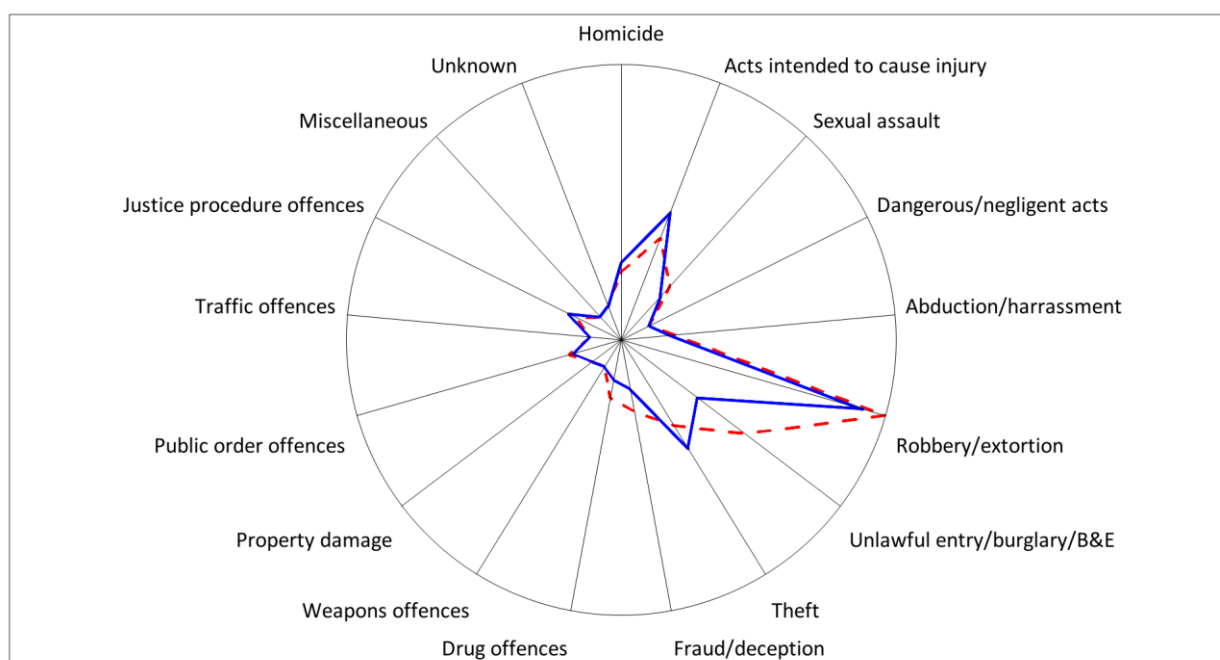 Homicide
Unknown
Acts intended to cause injury
Miscellaneous
Sexual assault
Justice procedure offences
Dangerous/negligent acts
Traffic offences
Abduction/harrassment
Public order offences
Robbery/extortion
Property damage
Unlawful entry/burglary/B&E
Weapons offences
Theft
Drug offences
Fraud/deception